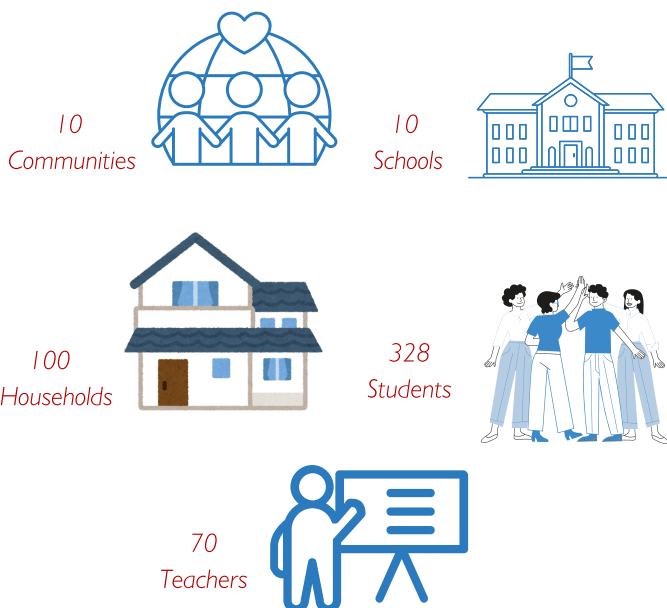 10
Communities
10
Schools
100
Households
328
Students
70
Teachers